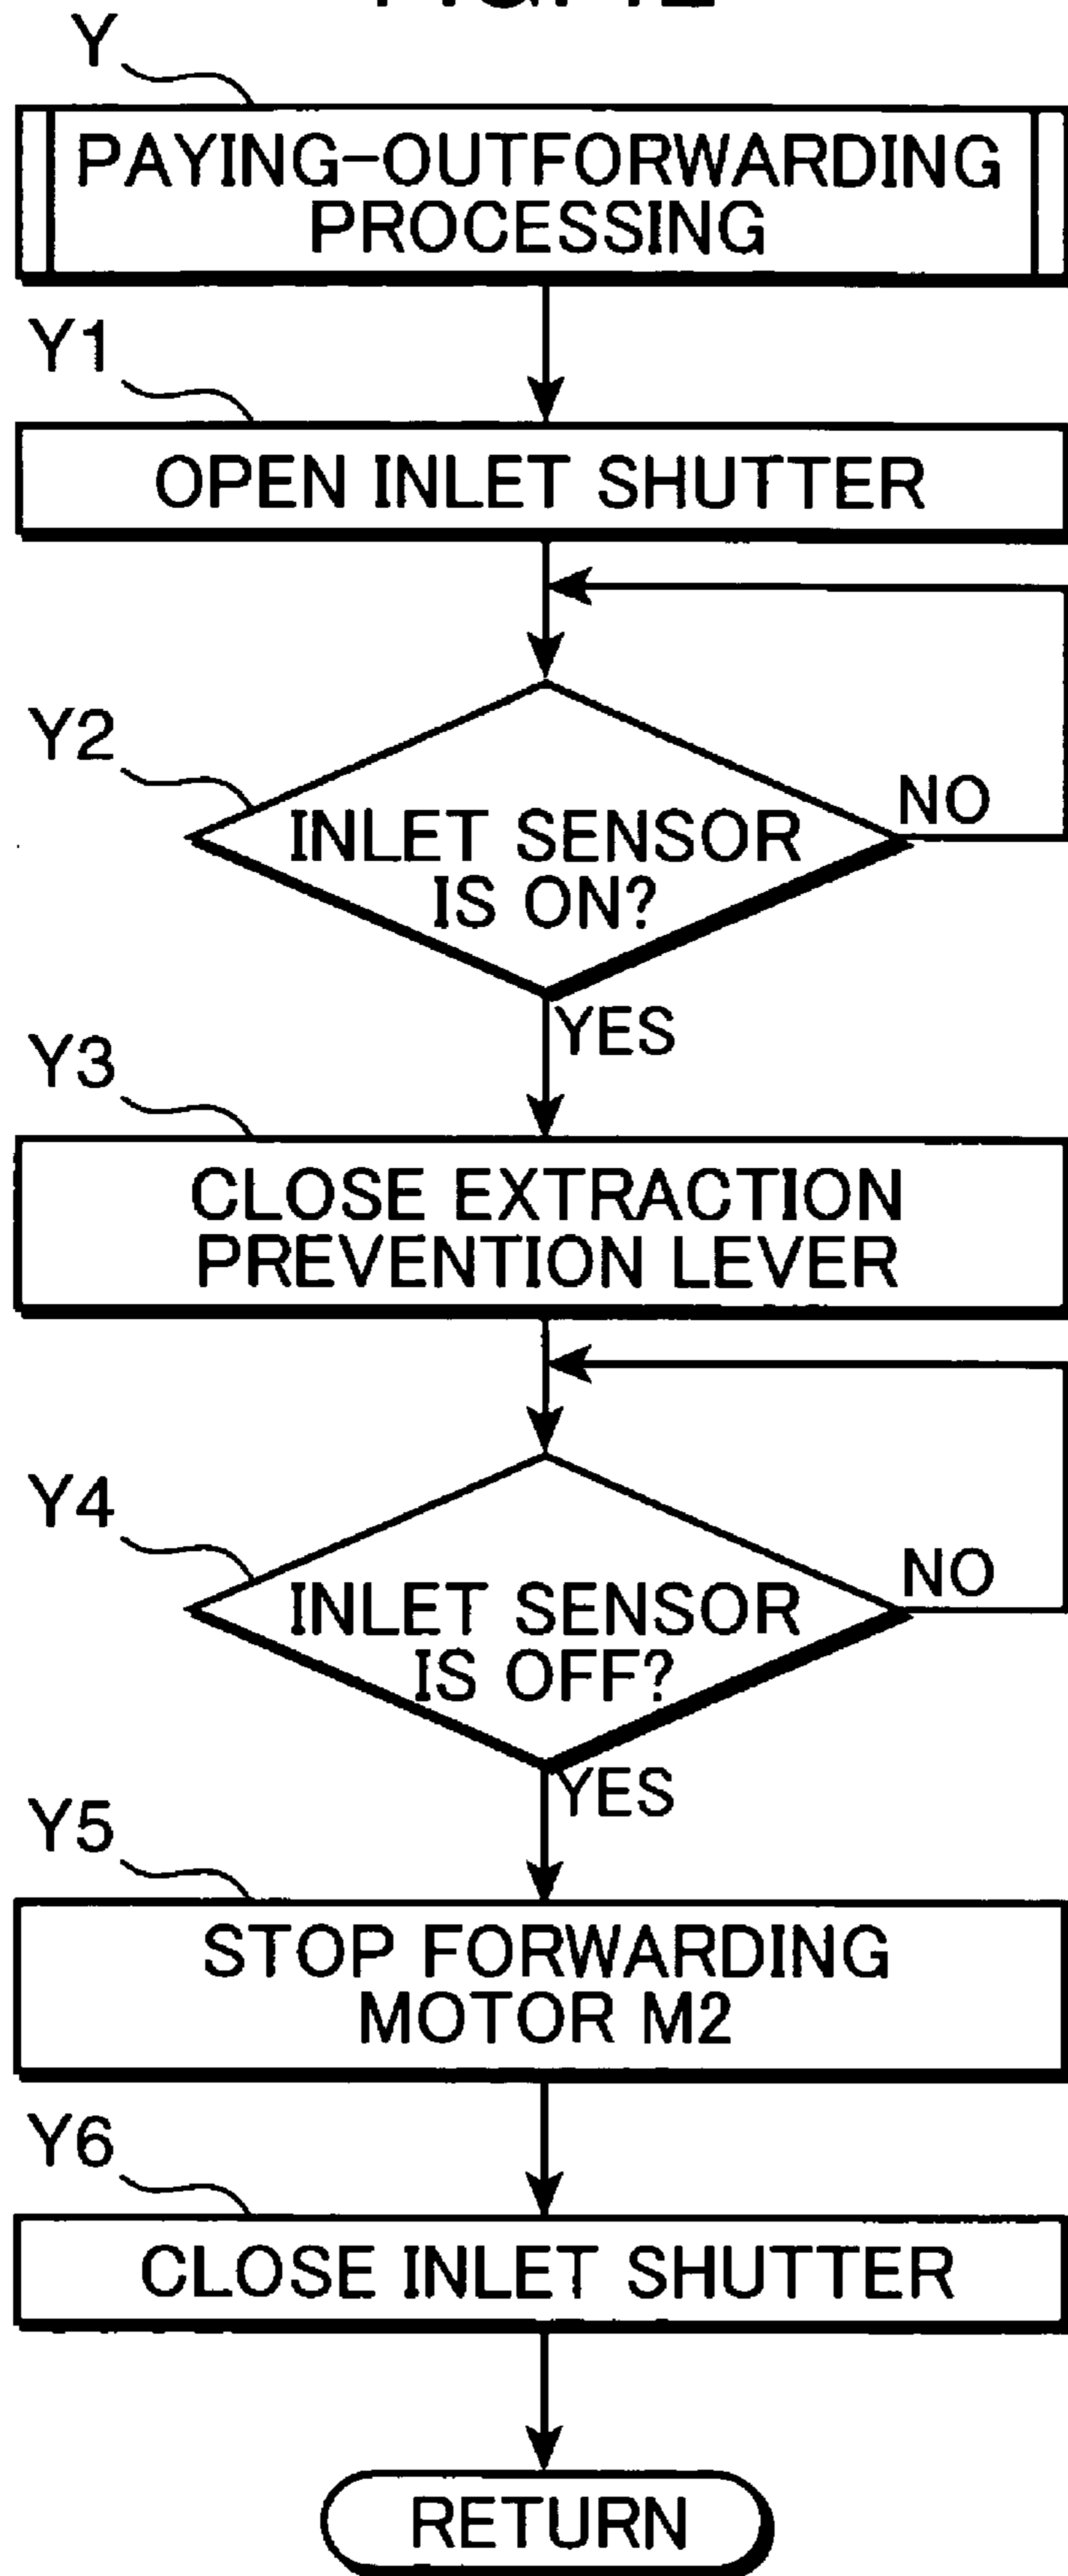 Y
PAYING-OUTFORWARDING
PROCESSING
Y1
OPEN INLET SHUTTER
Y2
INLET SENSOR
IS ON?
NO
YES
Y3
CLOSE EXTRACTION
PREVENTION LEVER
Y4
INLET SENSOR
IS OFF?
NO
YES
Y5
STOP FORWARDING
MOTOR M2
Y6
CLOSE INLET SHUTTER
RETURN